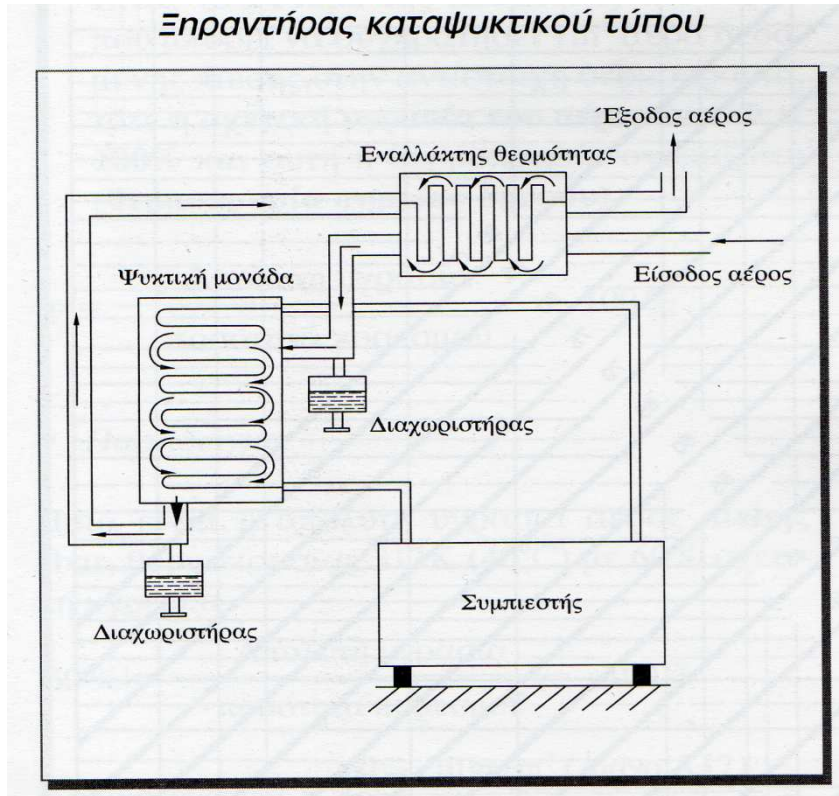 Ξηραντήρας καταψυκτικού τύπου
Έξοδος αέρος
Εναλλάκτης θερμότητας
Είσοδος αέρος
Ψυκτική μονάδα
Διαχωριστήρας
Συμπιεστής
Διαχωριστήρας